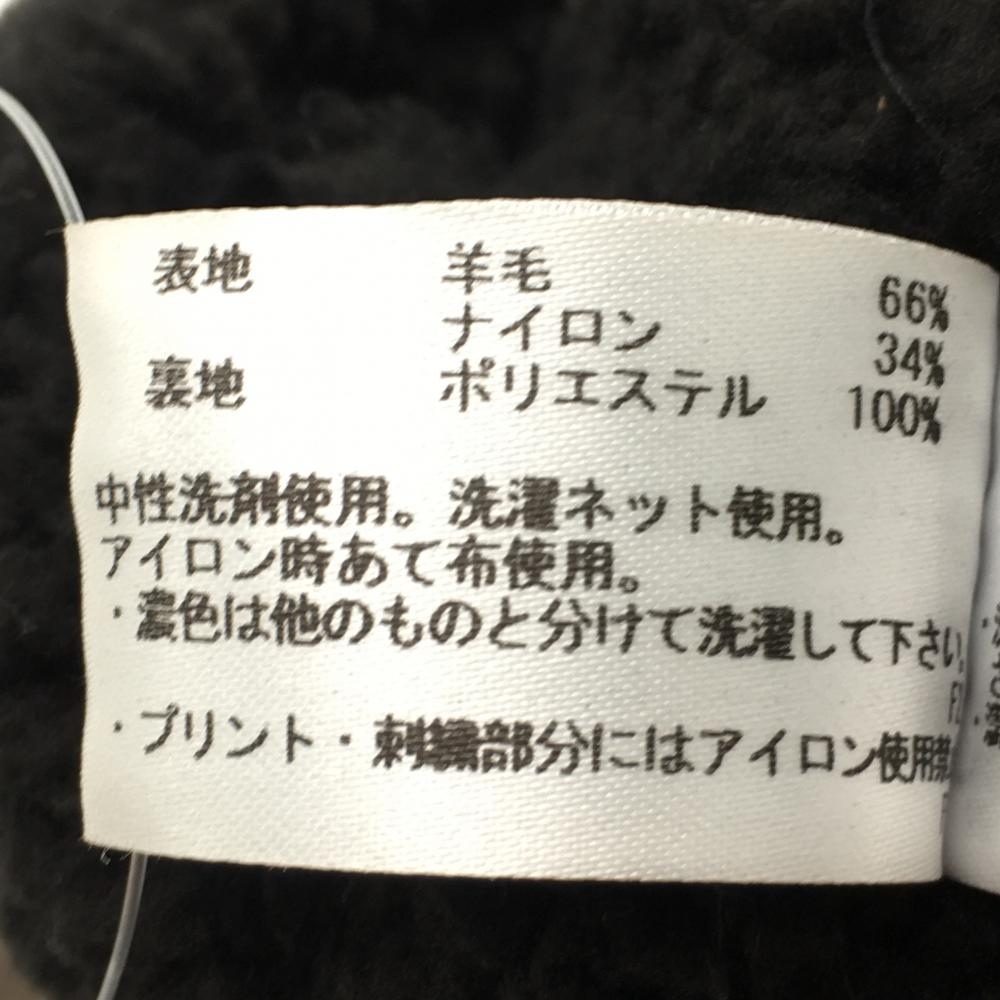 表地 羊毛 66%
ナイロン 34%
裏地 ポリエステル 100%
中性洗剤使用。洗濯ネット使用。
アイロン時あて布使用。
・濃色は他のものと分けて洗濯して下さい
・プリント・刺繍部分にはアイロン使用禁